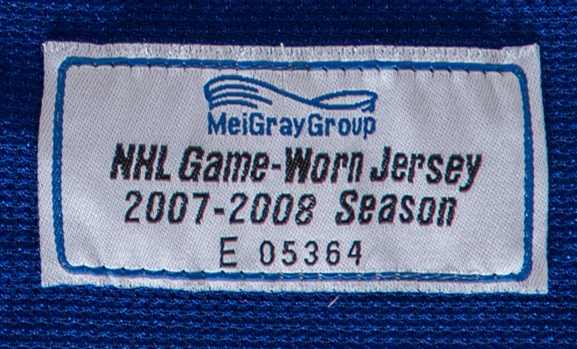 MeiGrayGroup
NHL Game-Worn Jersey
2007-2008 Season
E 05364